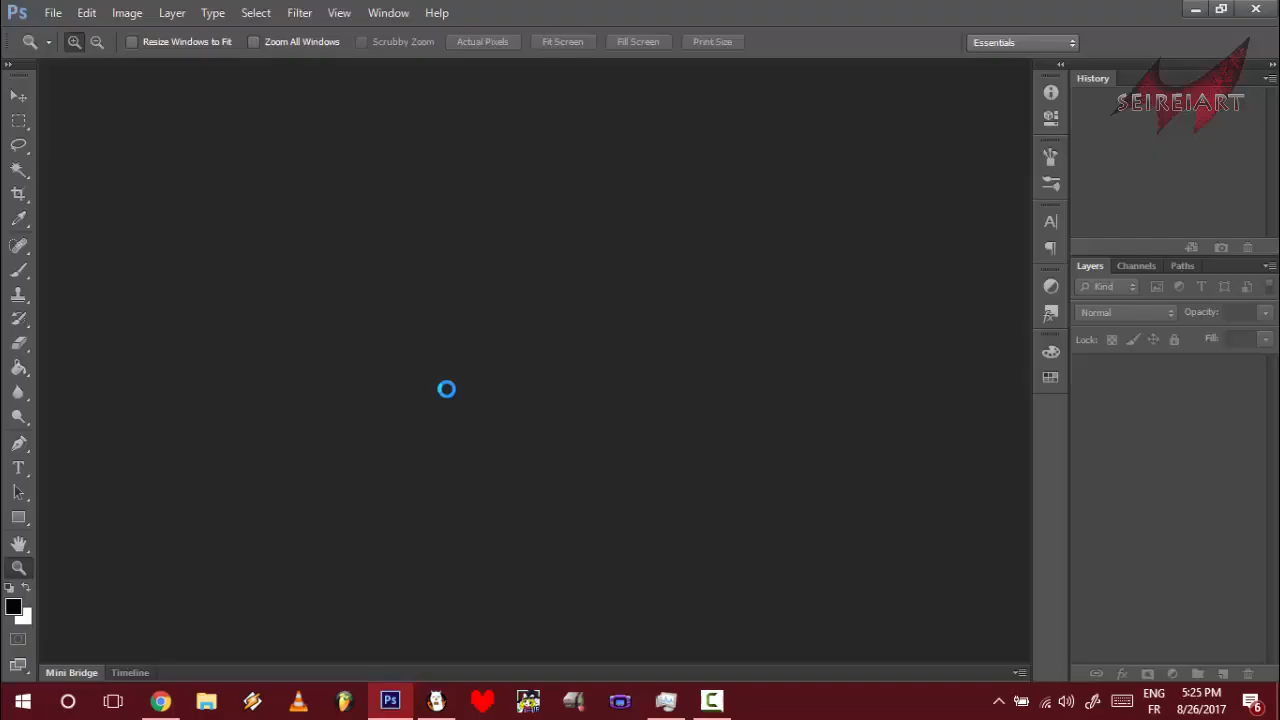 Ps File Edit Image Layer Type Select Filter View Window Help
Resize Windows to Fit Zoom All Windows Scrubby Zoom Actual Pixels Fit Screen Fill Screen Print Size Essentials
History
SEIREIART
Layers Channels Paths
Kind
Normal Opacity:
Lock: Fill:
Mini Bridge Timeline
Ps
ENG 5:25 PM
FR 8/26/2017 6